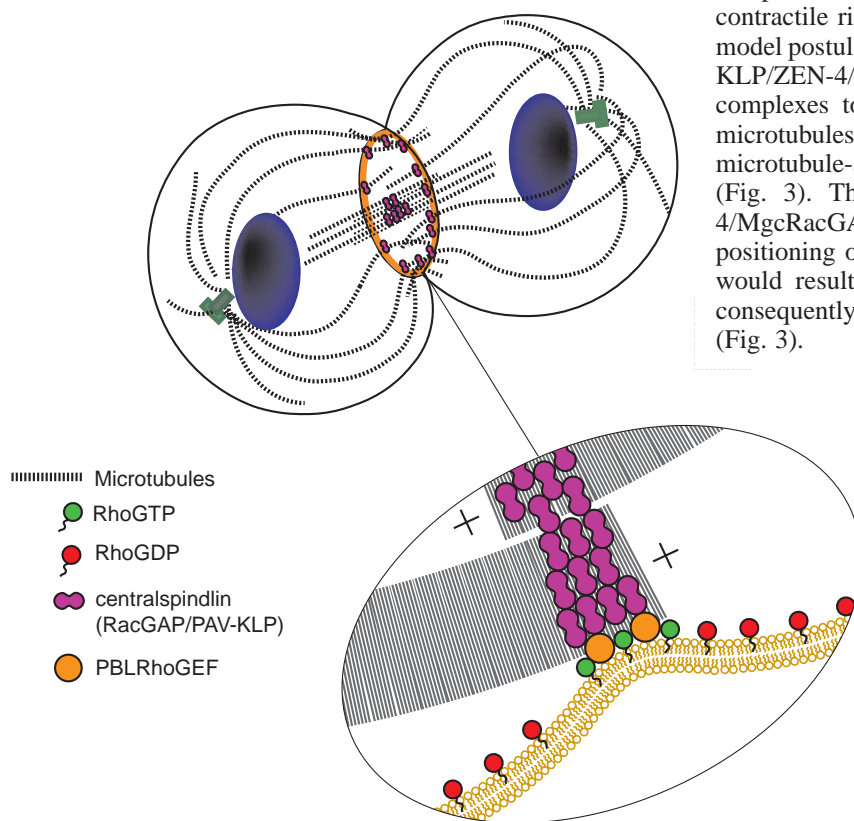 contractile ri
model postul
KLP/ZEN-4/
complexes to
microtubules
microtubule-
(Fig. 3). Th
4/MgcRacGA
positioning o
would result
consequently
(Fig. 3).
Microtubules
RhoGTP
RhoGDP
centralspindlin
(RacGAP/PAV-KLP)
PBLRhoGEF
+
+